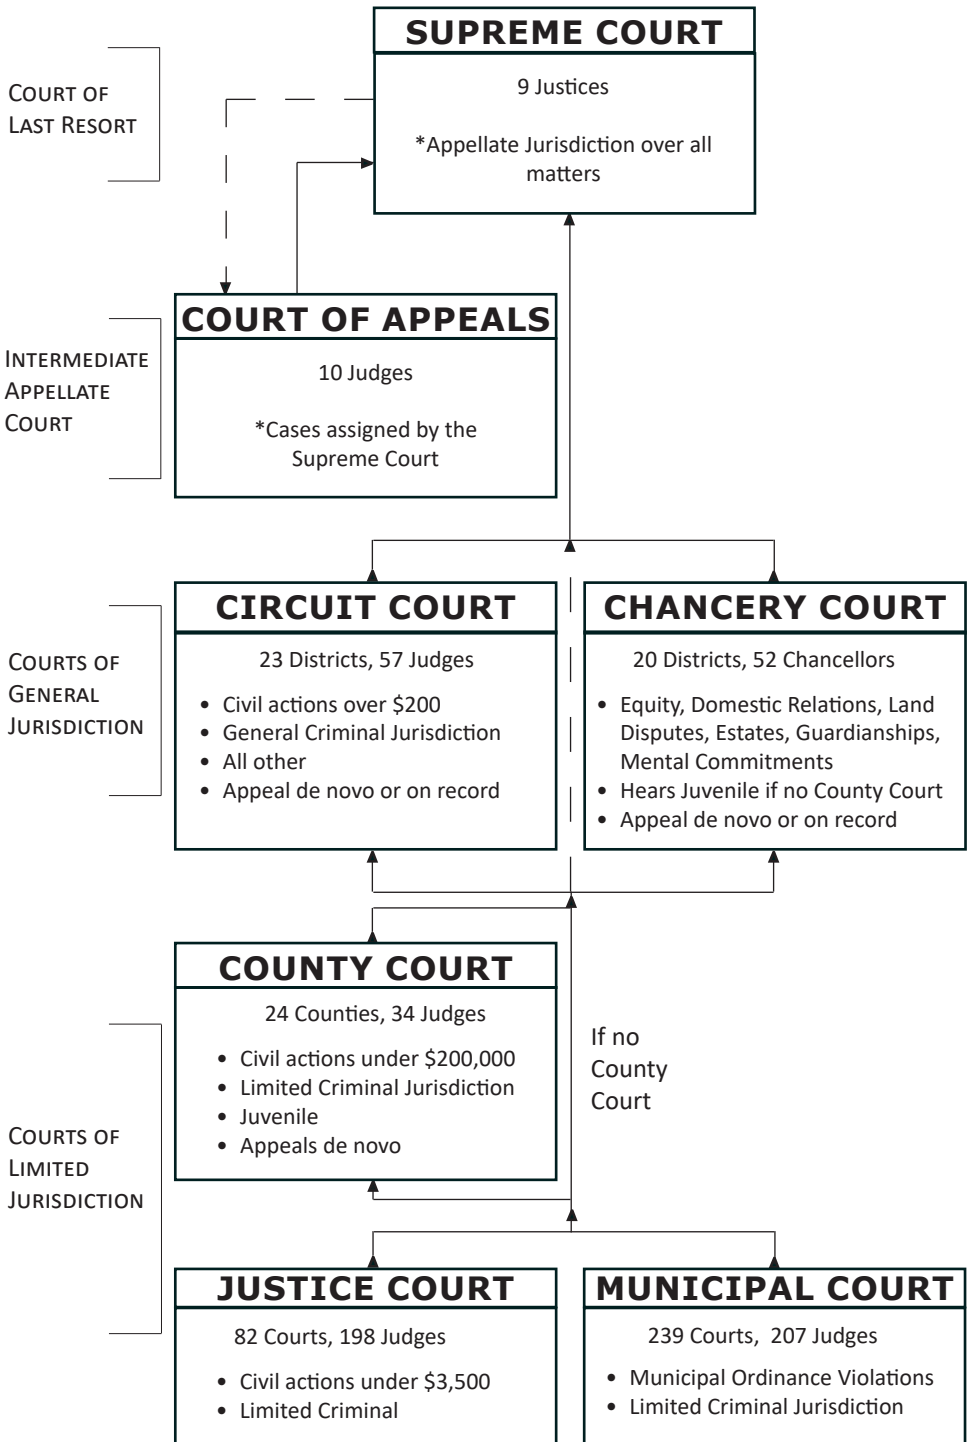 SUPREME COURT
9 Justices
*Appellate Jurisdiction over all
matters
COURT OF
LAST RESORT
COURT OF APPEALS
10 Judges
*Cases assigned by the
Supreme Court
INTERMEDIATE
APPELLATE
COURT
CIRCUIT COURT
23 Districts, 57 Judges
• Civil actions over $200
• General Criminal Jurisdiction
• All other
• Appeal de novo or on record
CHANCERY COURT
20 Districts, 52 Chancellors
• Equity, Domestic Relations, Land
Disputes, Estates, Guardianships,
Mental Commitments
• Hears Juvenile if no County Court
• Appeal de novo or on record
COURTS OF
GENERAL
JURISDICTION
COUNTY COURT
24 Counties, 34 Judges
• Civil actions under $200,000
• Limited Criminal Jurisdiction
• Juvenile
• Appeals de novo
If no
County
Court
COURTS OF
LIMITED
JURISDICTION
JUSTICE COURT
82 Courts, 198 Judges
• Civil actions under $3,500
• Limited Criminal
MUNICIPAL COURT
239 Courts, 207 Judges
• Municipal Ordinance Violations
• Limited Criminal Jurisdiction